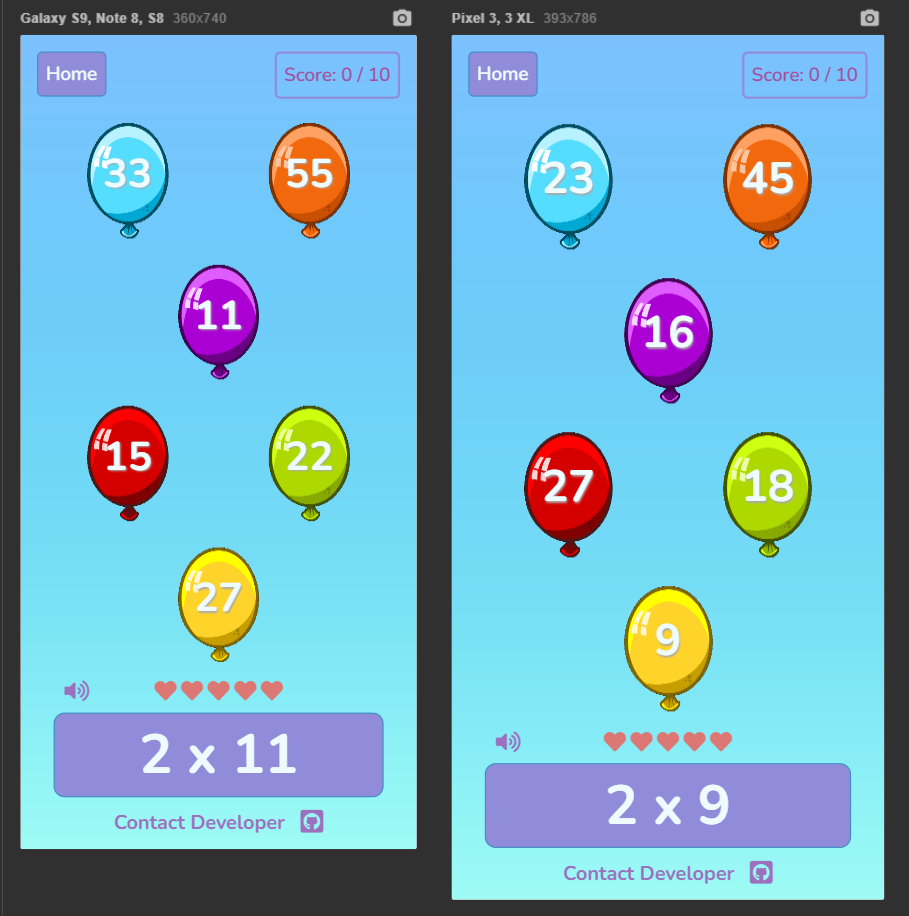 Galaxy S9, Note 8, S8 360x740
Home
Score: 0 / 10
33
55
11
15
22
27
2 x 11
Contact Developer
Pixel 3, 3 XL 393x786
Home
Score: 0 / 10
23
45
16
27
18
9
2 x 9
Contact Developer